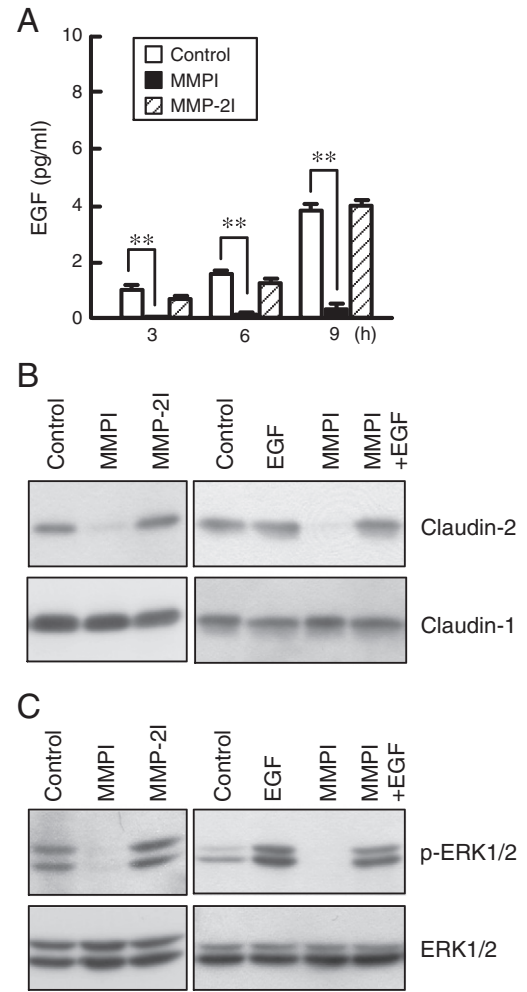 A
10
8
6
4
2
0
EGF (pg/ml)
Control
MMPI
MMP-2I
**
**
**
3 6 9 (h)
B
Control
MMPI
MMP-2I
Control
EGF
MMPI
MMPI
+EGF
Claudin-2
Claudin-1
C
Control
MMPI
MMP-2I
Control
EGF
MMPI
MMPI
+EGF
p-ERK1/2
ERK1/2